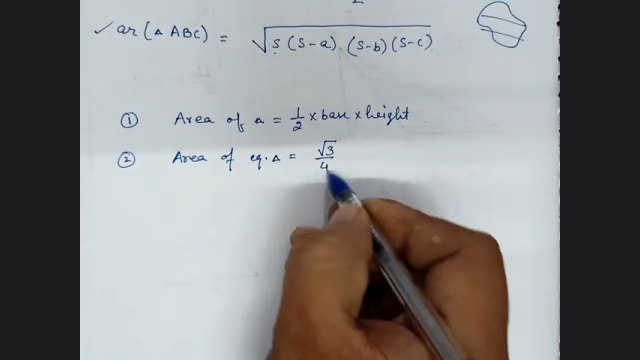 ✓ ar (△ ABC) = √s (s-a) (s-b) (s-c)
① Area of △ = 1/2 × base × height
② Area of eq. △ = √3/4